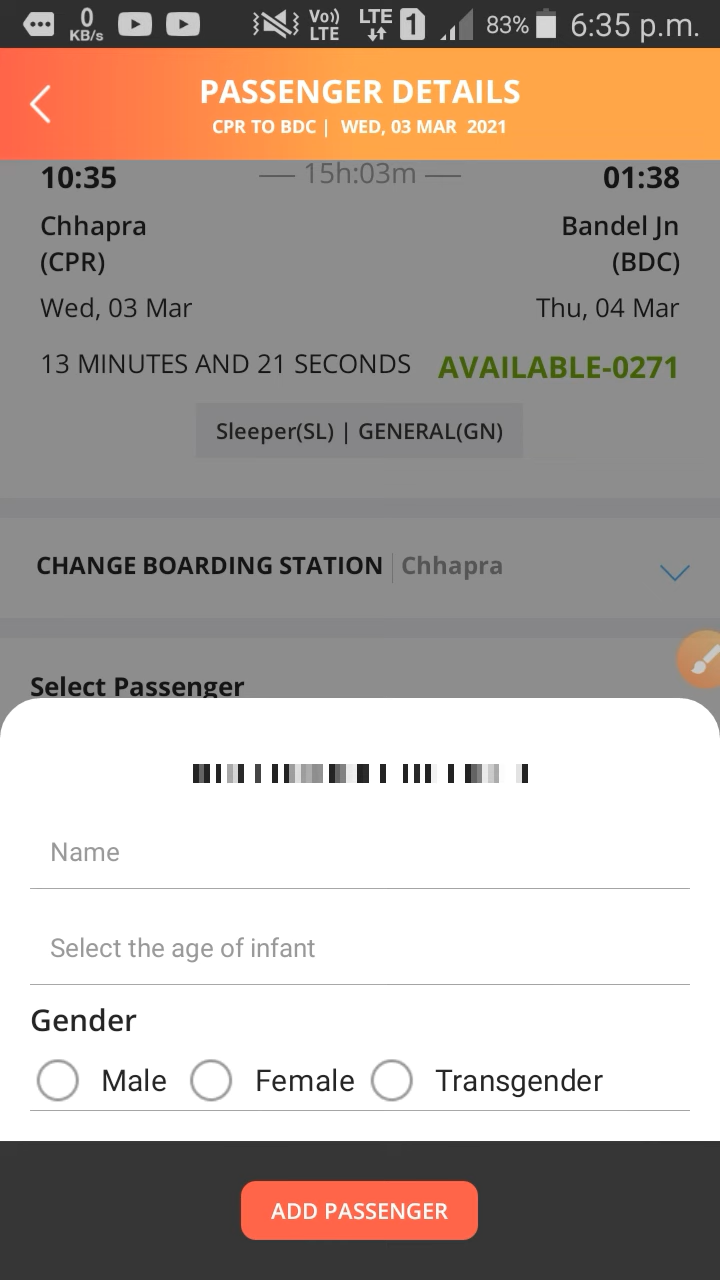 0 KB/s Vo)) LTE LTE 1 83% 6:35 p.m.
PASSENGER DETAILS
CPR TO BDC | WED, 03 MAR 2021
10:35 15h:03m 01:38
Chhapra Bandel Jn
(CPR) (BDC)
Wed, 03 Mar Thu, 04 Mar
13 MINUTES AND 21 SECONDS AVAILABLE-0271
Sleeper(SL) | GENERAL(GN)
CHANGE BOARDING STATION Chhapra
Select Passenger
Name
Select the age of infant
Gender
Male Female Transgender
ADD PASSENGER